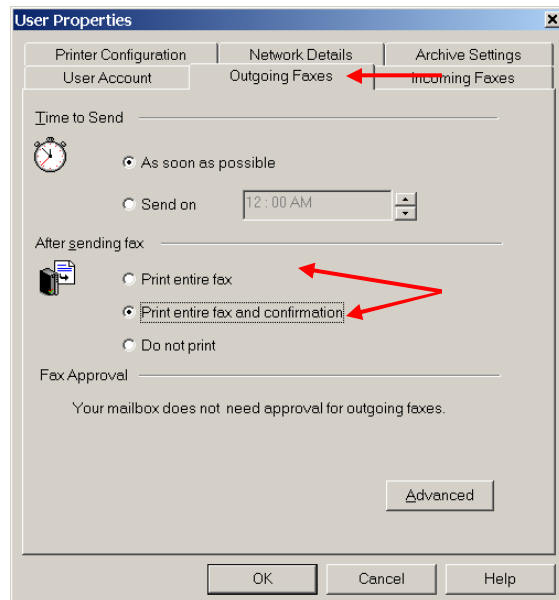 User Properties
Printer Configuration Network Details Archive Settings
User Account Outgoing Faxes Incoming Faxes
Time to Send
As soon as possible
Send on 12 : 00 AM
After sending fax
Print entire fax
Print entire fax and confirmation
Do not print
Fax Approval
Your mailbox does not need approval for outgoing faxes.
Advanced
OK Cancel Help